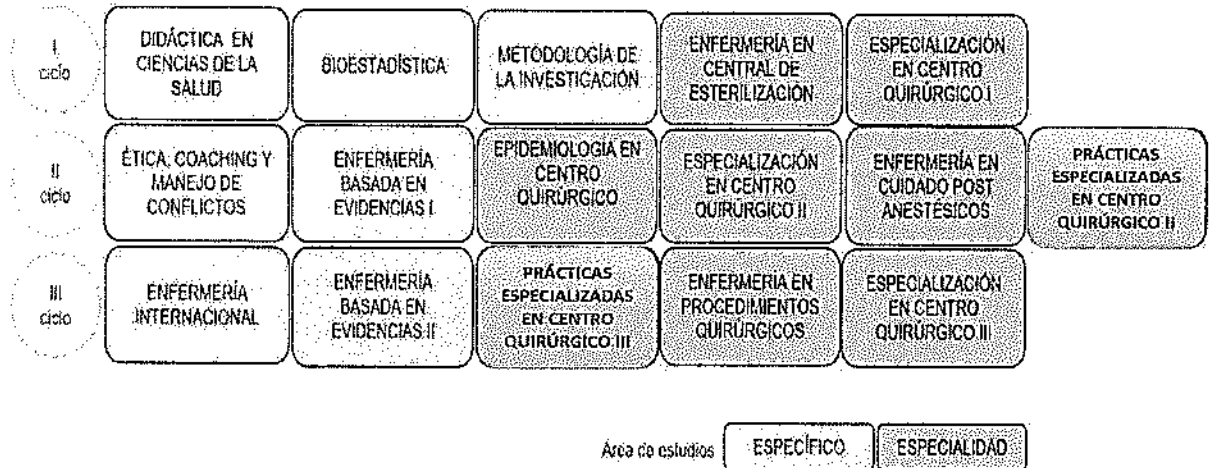 I
ciclo
DIDÁCTICA EN
CIENCIAS DE LA
SALUD
BIOESTADÍSTICA
METODOLOGÍA DE
LA INVESTIGACIÓN
ENFERMERÍA EN
CENTRAL DE
ESTERILIZACIÓN
ESPECIALIZACIÓN
EN CENTRO
QUIRÚRGICO I
II
ciclo
ÉTICA, COACHING Y
MANEJO DE
CONFLICTOS
ENFERMERÍA
BASADA EN
EVIDENCIAS I
EPIDEMIOLOGÍA EN
CENTRO
QUIRÚRGICO
ESPECIALIZACIÓN
EN CENTRO
QUIRÚRGICO II
ENFERMERÍA EN
CUIDADO POST
ANESTÉSICOS
PRÁCTICAS
ESPECIALIZADAS
EN CENTRO
QUIRÚRGICO II
III
ciclo
ENFERMERÍA
INTERNACIONAL
ENFERMERÍA
BASADA EN
EVIDENCIAS II
PRÁCTICAS
ESPECIALIZADAS
EN CENTRO
QUIRÚRGICO III
ENFERMERIA EN
PROCEDIMIENTOS
QUIRÚRGICOS
ESPECIALIZACIÓN
EN CENTRO
QUIRÚRGICO III
Área de estudios
ESPECÍFICO
ESPECIALIDAD